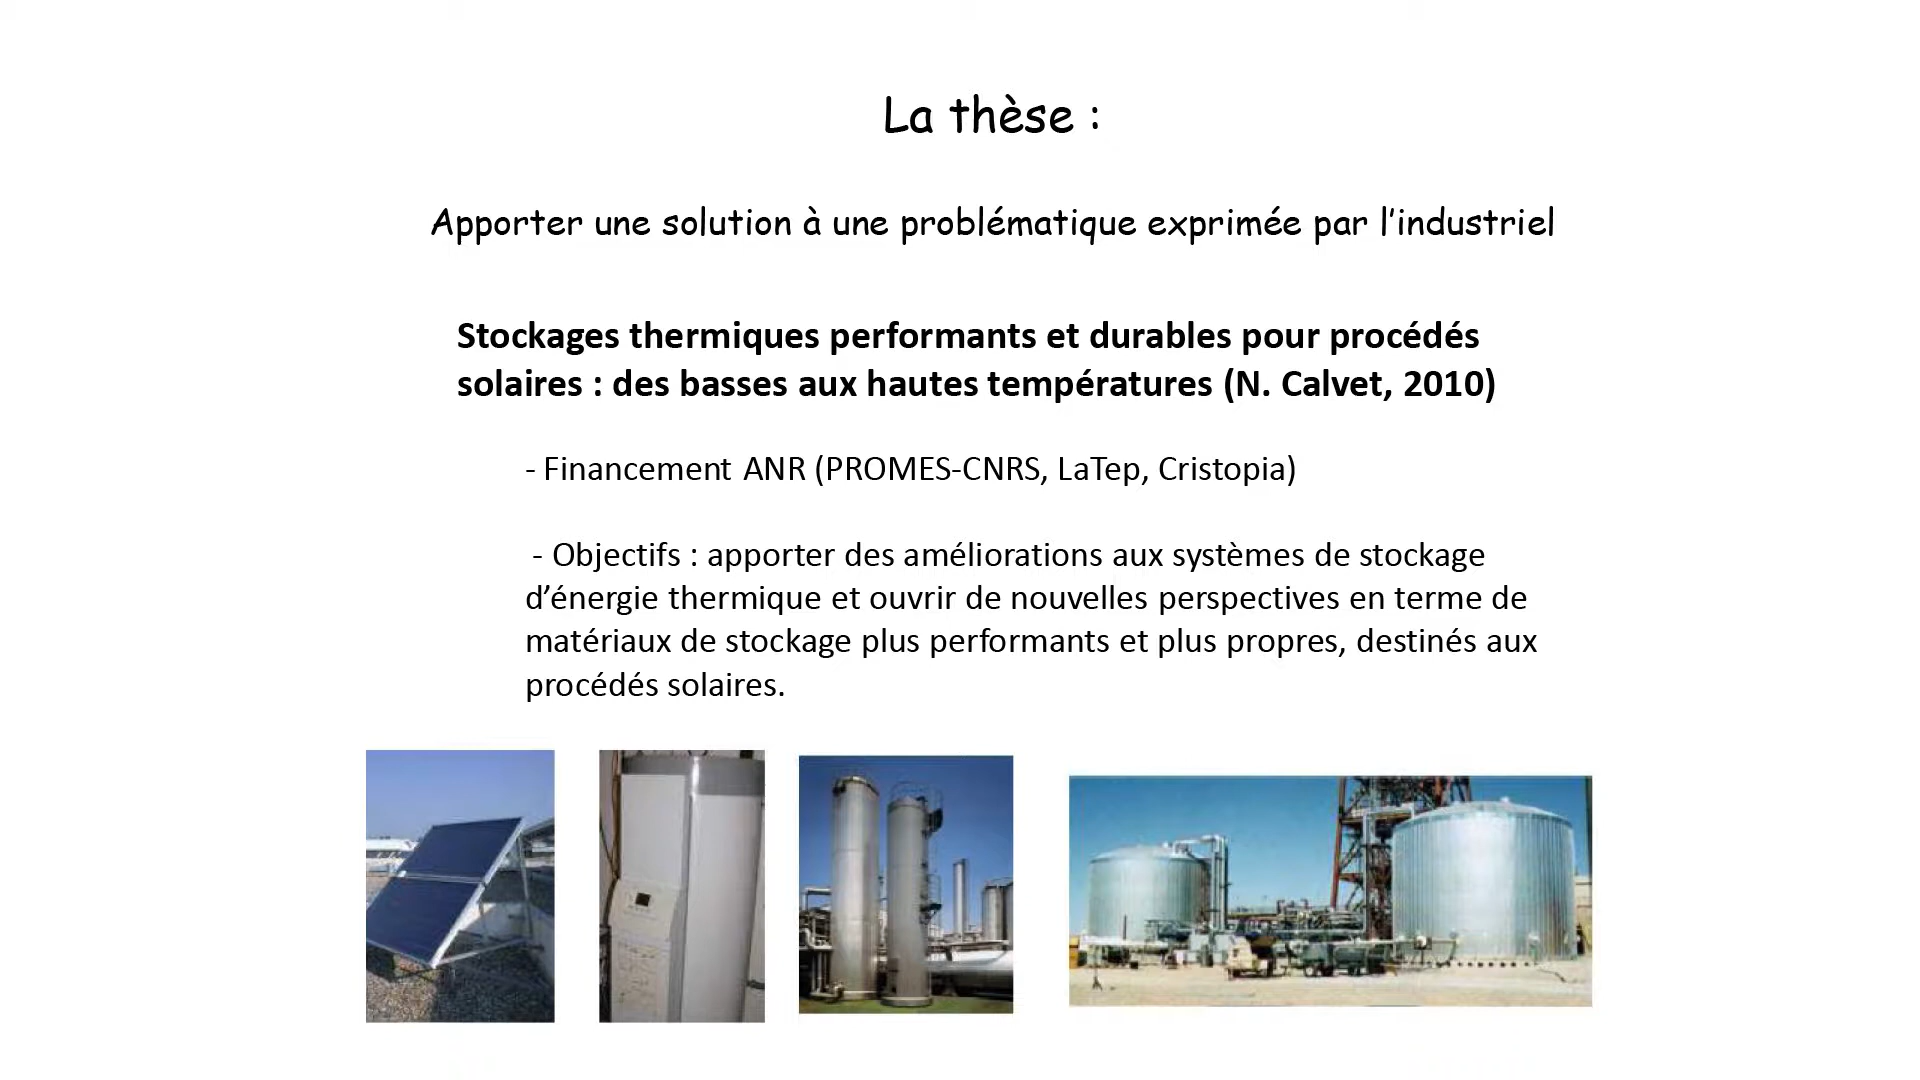 La thèse :
Apporter une solution à une problématique exprimée par l’industriel
Stockages thermiques performants et durables pour procédés
solaires : des basses aux hautes températures (N. Calvet, 2010)
- Financement ANR (PROMES-CNRS, LaTep, Cristopia)
- Objectifs : apporter des améliorations aux systèmes de stockage
d’énergie thermique et ouvrir de nouvelles perspectives en terme de
matériaux de stockage plus performants et plus propres, destinés aux
procédés solaires.